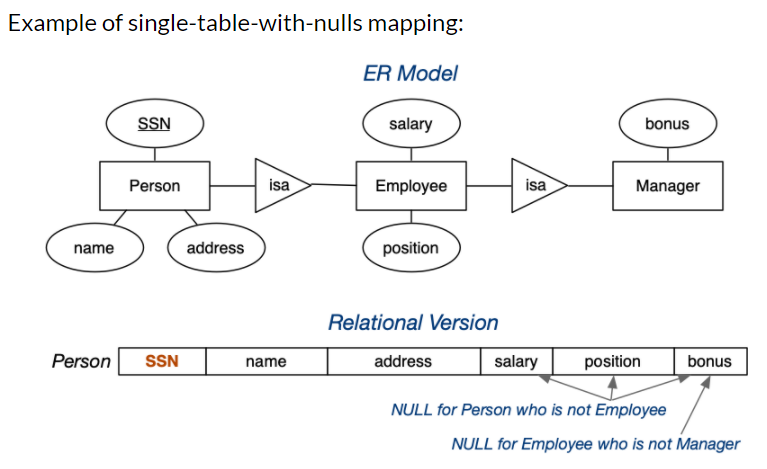 Example of single-table-with-nulls mapping:
ER Model
SSN
salary
bonus
Person
isa
Employee
isa
Manager
name
address
position
Relational Version
Person SSN name address salary position bonus
NULL for Person who is not Employee
NULL for Employee who is not Manager